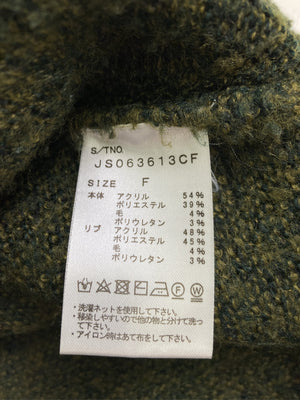 S/TNO.
JS063613CF
SIZE F
本体 アクリル 54%
ポリエステル 39%
毛 4%
ポリウレタン 3%
リブ アクリル 48%
ポリエステル 45%
毛 4%
ポリウレタン 3%
F W
・洗濯ネットを使用して下さい。
・移染しやすいので他の物と分けて洗っ
て下さい。
・アイロン時はあて布をして下さい。